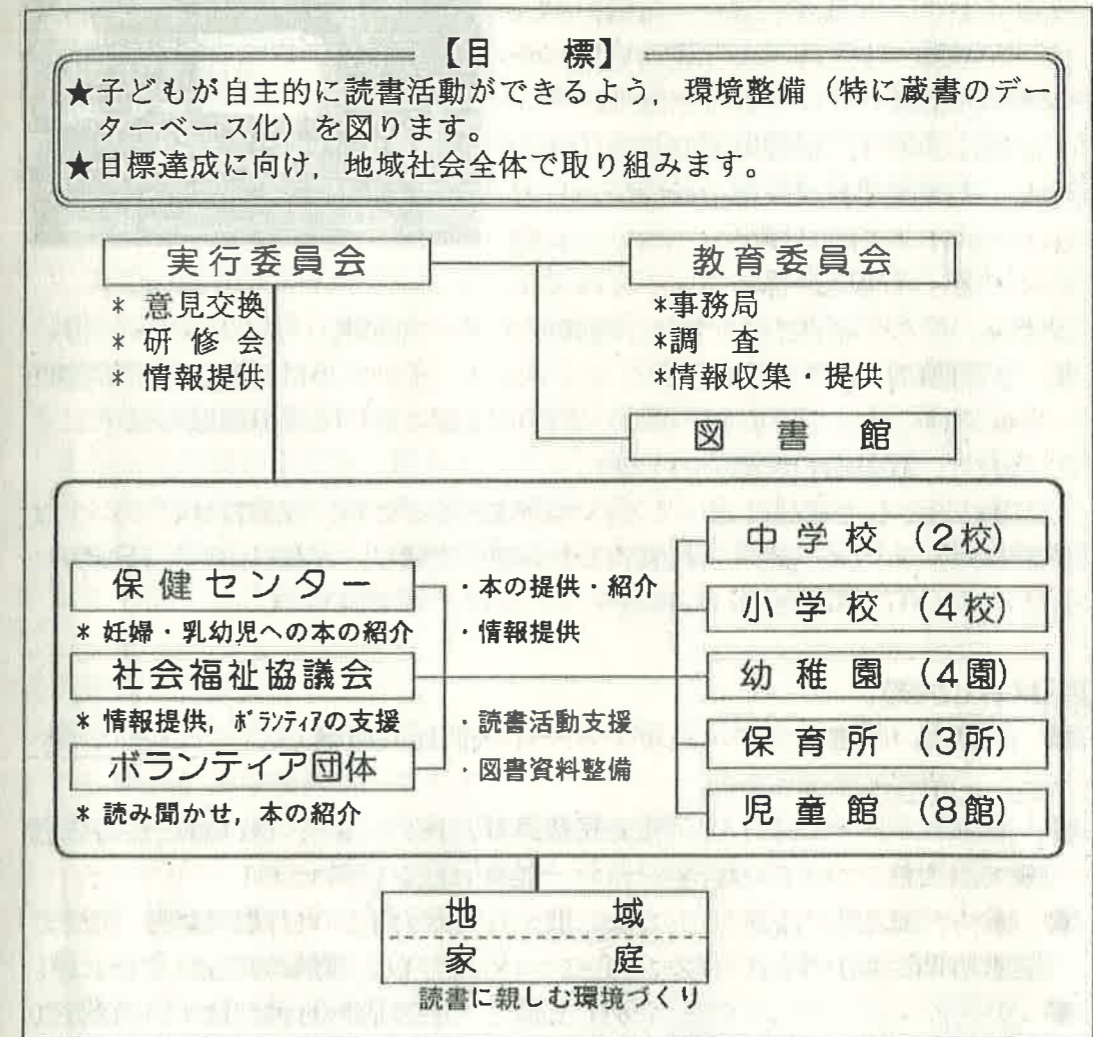 【目 標】
★子どもが自主的に読書活動ができるよう，環境整備（特に蔵書のデー
ターベース化）を図ります。
★目標達成に向け，地域社会全体で取り組みます。
実行委員会
* 意見交換
* 研 修 会
* 情報提供
教育委員会
*事務局
*調 査
*情報収集・提供
図 書 館
保健センター
* 妊婦・乳幼児への本の紹介
社会福祉協議会
* 情報提供，ボランティアの支援
ボランティア団体
* 読み聞かせ，本の紹介
・本の提供・紹介
・情報提供
・読書活動支援
・図書資料整備
中 学 校 （2校）
小 学 校 （4校）
幼 稚 園 （4園）
保 育 所 （3所）
児 童 館 （8館）
地 域
家 庭
読書に親しむ環境づくり